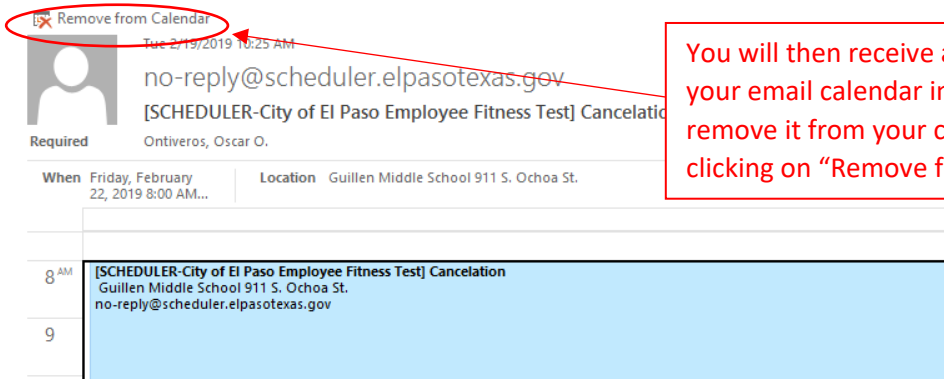 Remove from Calendar
Tue 2/19/2019 10:25 AM
no-reply@scheduler.elpasotexas.gov
[SCHEDULER-City of El Paso Employee Fitness Test] Cancelatio
Required Ontiveros, Oscar O.
When Friday, February
22, 2019 8:00 AM...
Location Guillen Middle School 911 S. Ochoa St.
You will then receive a
your email calendar in
remove it from your c
clicking on “Remove f
8 AM
[SCHEDULER-City of El Paso Employee Fitness Test] Cancelation
Guillen Middle School 911 S. Ochoa St.
no-reply@scheduler.elpasotexas.gov
9